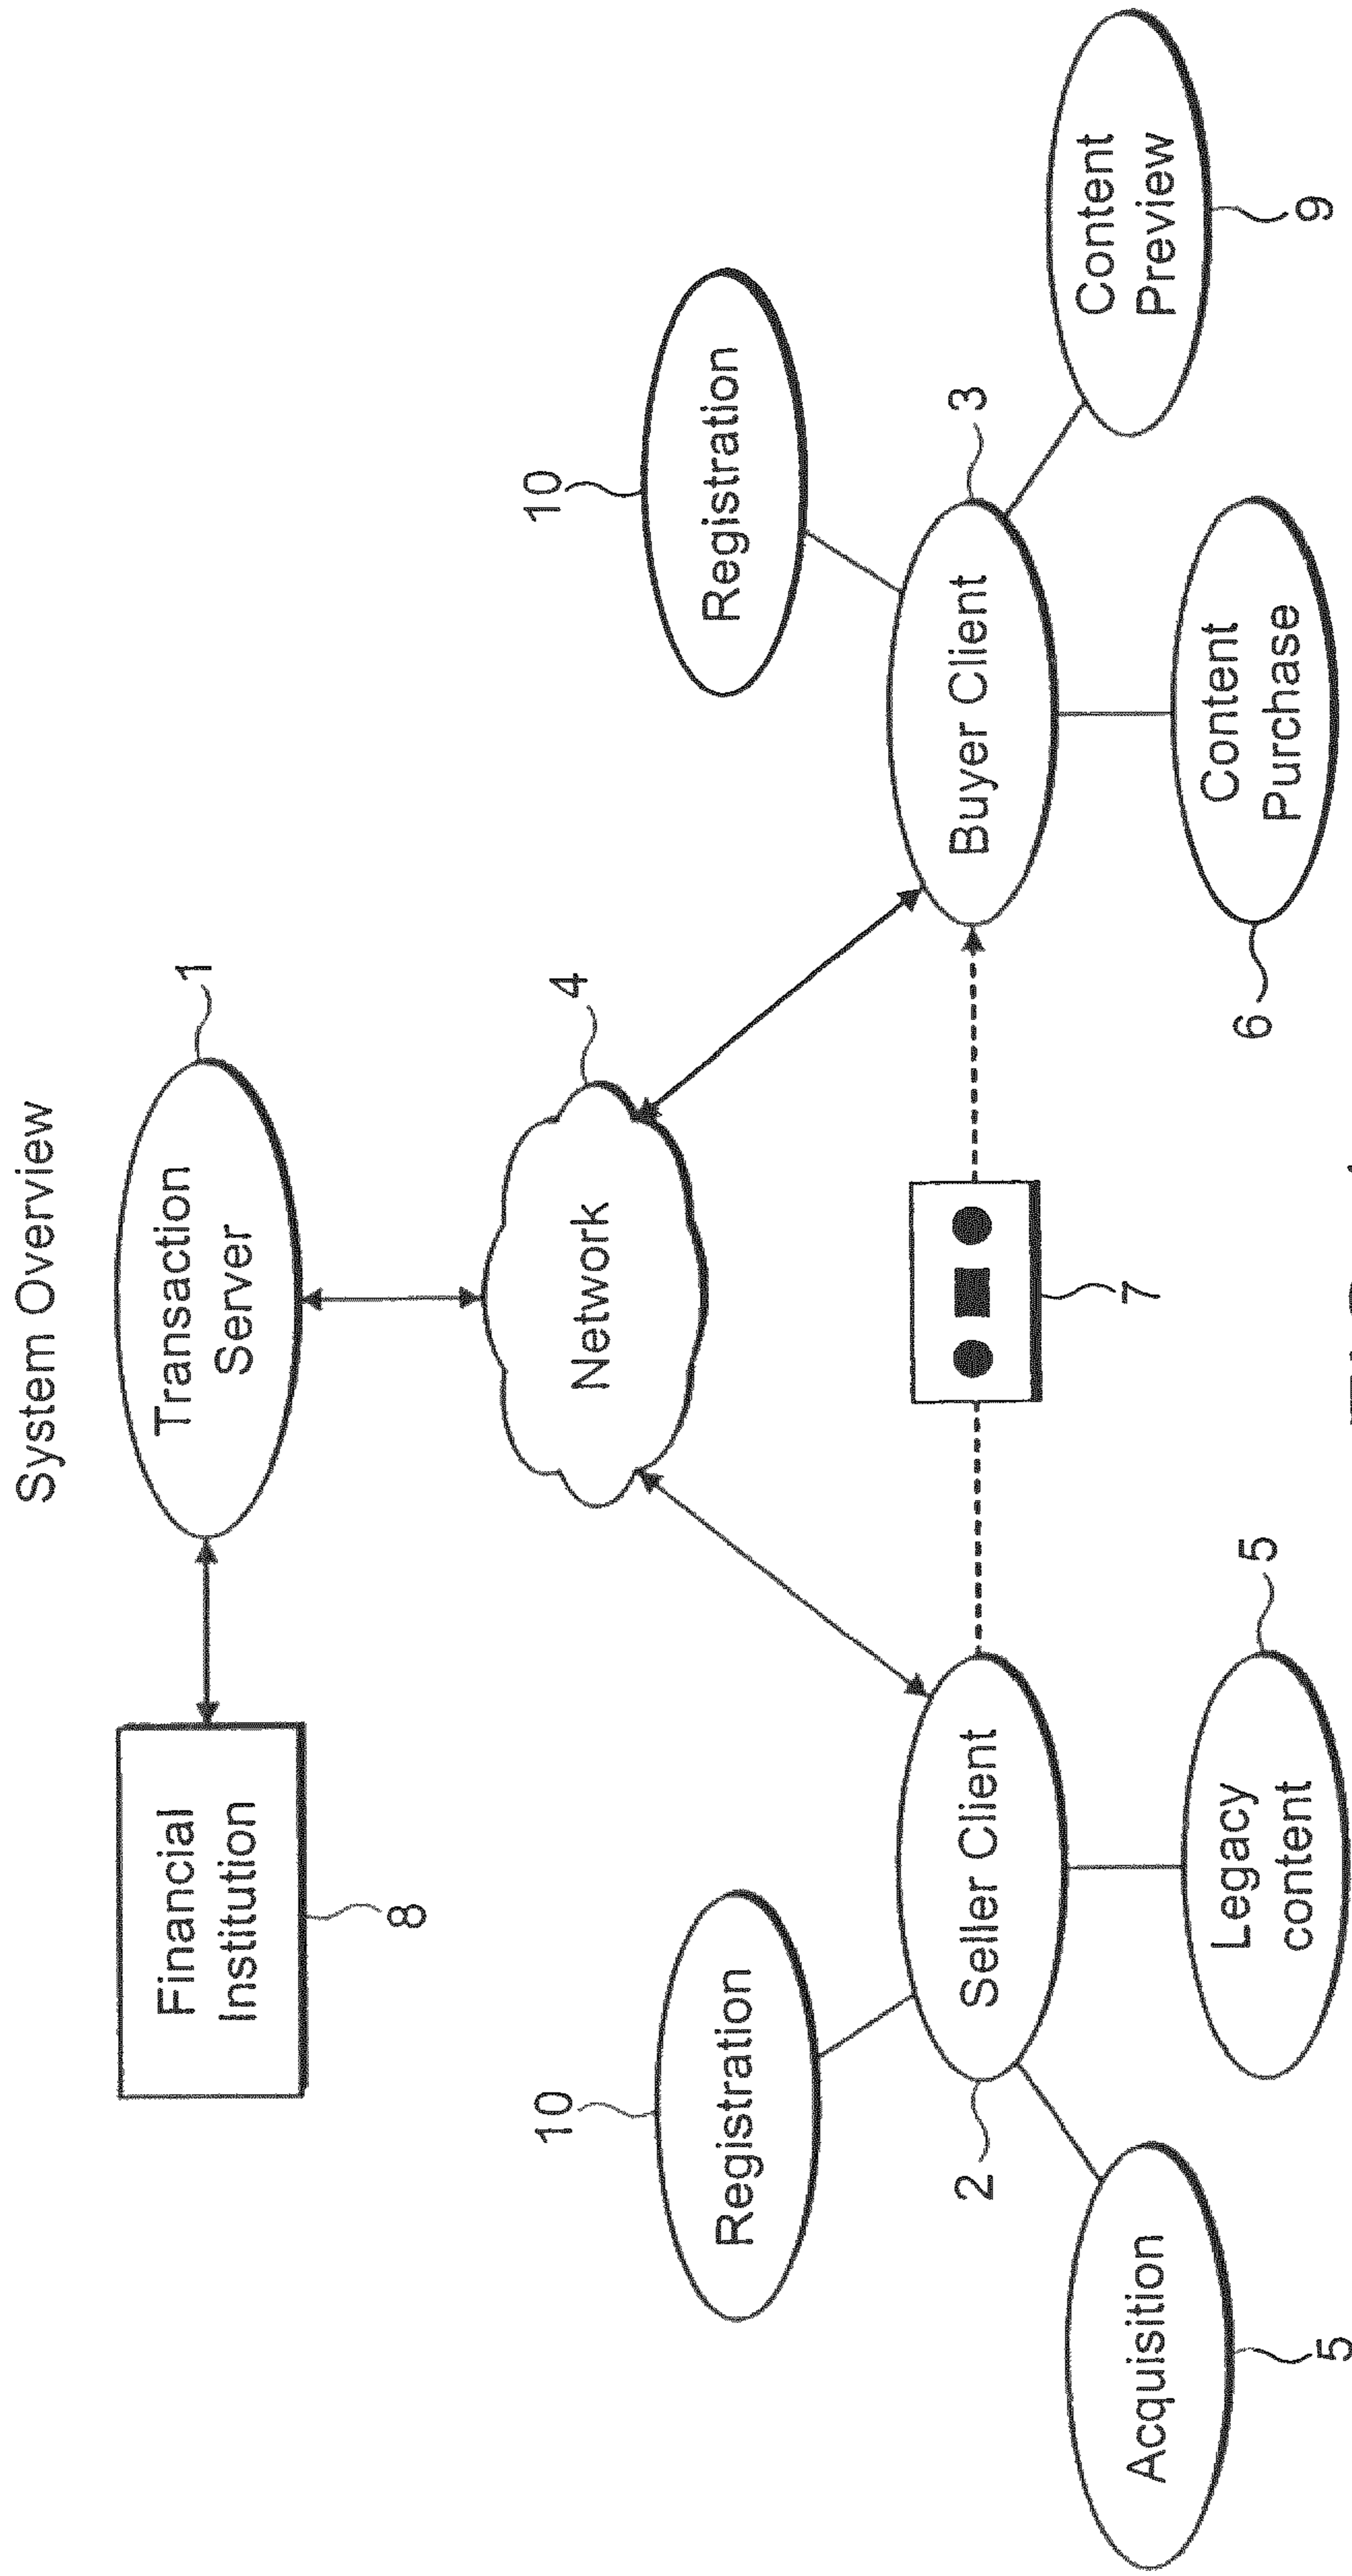 System Overview
Financial
Institution
8
Transaction
Server
1
Network
4
10
Registration
10
Registration
Seller Client
2
Buyer Client
3
7
Acquisition
5
Legacy
content
5
Content
Purchase
6
Content
Preview
9